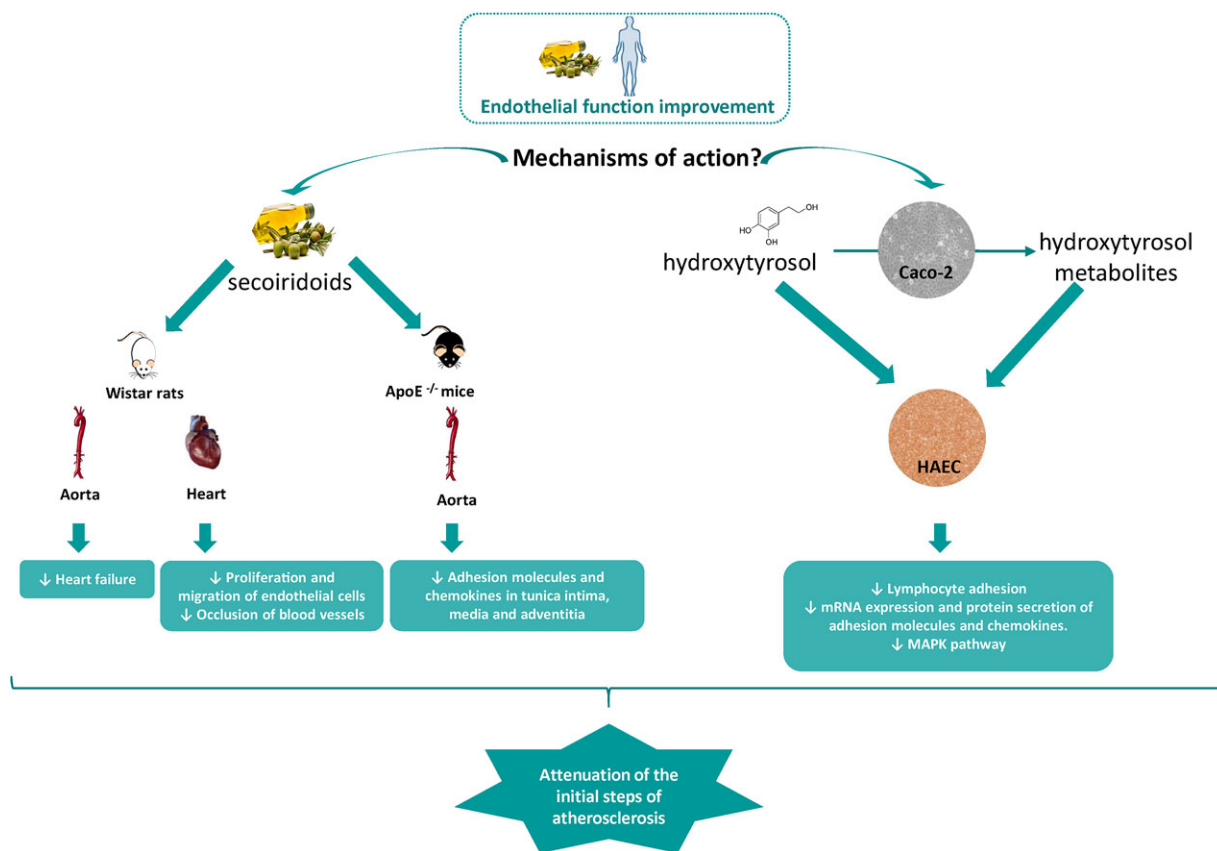 Endothelial function improvement
Mechanisms of action?
secoiridoids
OH
HO
OH
hydroxytyrosol
Caco-2
hydroxytyrosol
metabolites
Wistar rats
ApoE -/- mice
HAEC
Aorta
Heart
Aorta
↓ Heart failure
↓ Proliferation and
migration of endothelial cells
↓ Occlusion of blood vessels
↓ Adhesion molecules and
chemokines in tunica intima,
media and adventitia
↓ Lymphocyte adhesion
↓ mRNA expression and protein secretion of
adhesion molecules and chemokines.
↓ MAPK pathway
Attenuation of the
initial steps of
atherosclerosis